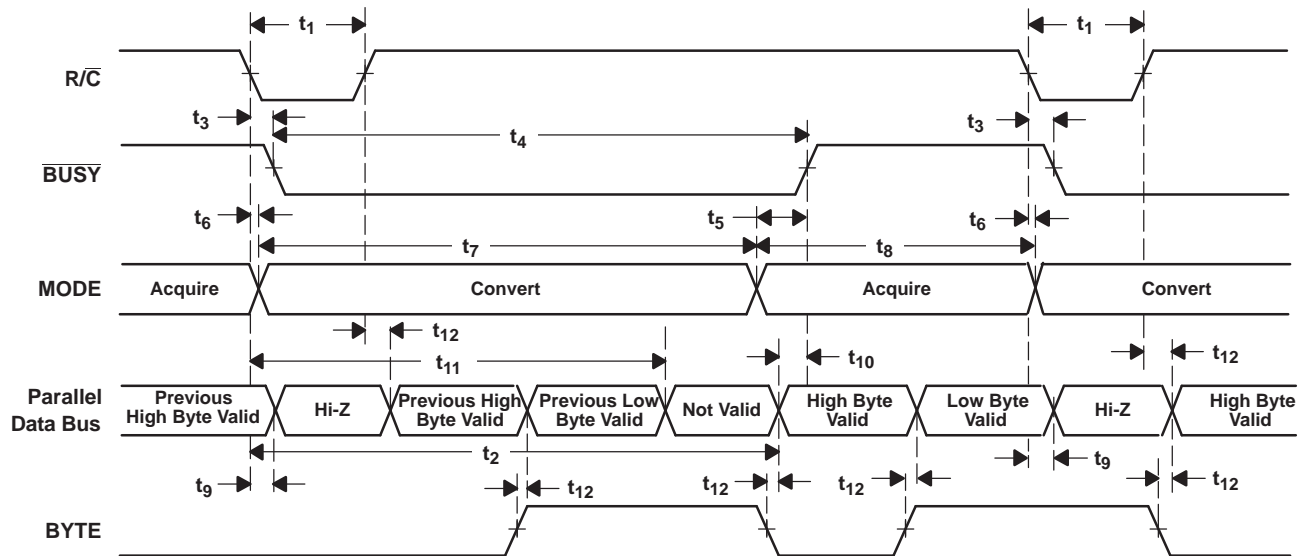 t1 t1
R/C̅
t3 t4 t3
B̅U̅S̅Y̅
t6 t5 t6
t7 t8
MODE Acquire Convert Acquire Convert
t12
t11 t10 t12
Parallel Data Bus
Previous High Byte Valid
Hi-Z
Previous High Byte Valid
Previous Low Byte Valid
Not Valid
High Byte Valid
Low Byte Valid
Hi-Z
High Byte Valid
t2
t9
t9 t12 t12 t12 t12
BYTE